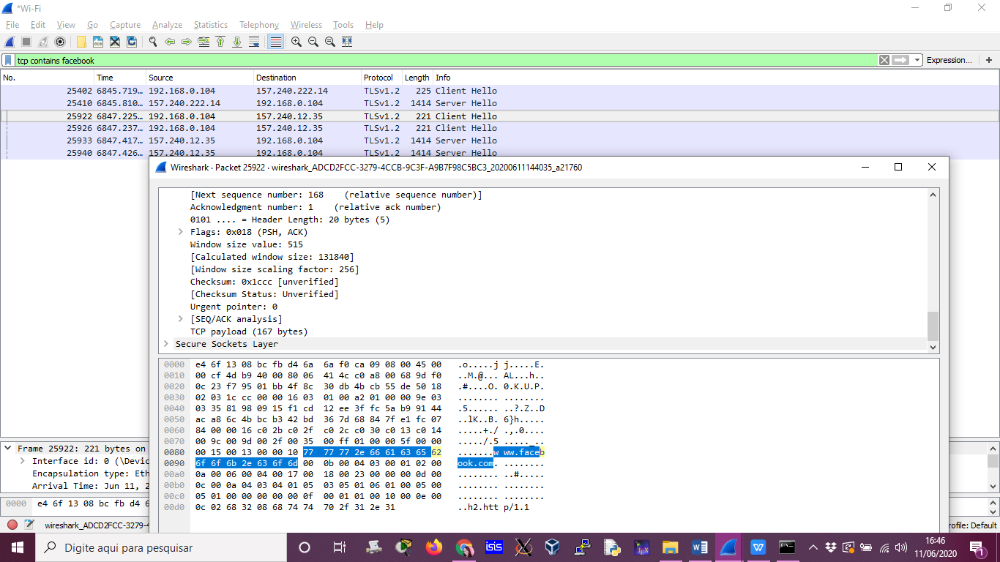 *Wi-Fi
File Edit View Go Capture Analyze Statistics Telephony Wireless Tools Help
tcp contains facebook
Expression…
+
No. Time Source Destination Protocol Length Info
25402 6845.719… 192.168.0.104 157.240.222.14 TLSv1.2 225 Client Hello
25410 6845.810… 157.240.222.14 192.168.0.104 TLSv1.2 1414 Server Hello
25922 6847.225… 192.168.0.104 157.240.12.35 TLSv1.2 221 Client Hello
25926 6847.237… 192.168.0.104 157.240.12.35 TLSv1.2 221 Client Hello
25933 6847.417… 157.240.12.35 192.168.0.104 TLSv1.2 1414 Server Hello
25940 6847.426… 157.240.12.35 192.168.0.104 TLSv1.2 1414 Server Hello
Wireshark · Packet 25922 · wireshark_ADCD2FCC-3279-4CCB-9C3F-A9B7F98C5BC3_20200611144035_a21760
[Next sequence number: 168 (relative sequence number)]
Acknowledgment number: 1 (relative ack number)
0101 .... = Header Length: 20 bytes (5)
Flags: 0x018 (PSH, ACK)
Window size value: 515
[Calculated window size: 131840]
[Window size scaling factor: 256]
Checksum: 0x1ccc [unverified]
[Checksum Status: Unverified]
Urgent pointer: 0
[SEQ/ACK analysis]
TCP payload (167 bytes)
Secure Sockets Layer
0000 e4 6f 13 08 bc fb d4 6a 6a f0 ca 09 08 00 45 00 .o.....j j.....E.
0010 00 cf 4d b9 40 00 80 06 41 4c c0 a8 00 68 9d f0 ..M.@... AL...h..
0020 0c 23 f7 95 01 bb 4f 8c 30 db 4b cb 55 de 50 18 .#....O. 0.K.U.P.
0030 02 03 1c cc 00 00 16 03 01 00 a2 01 00 00 9e 03 ........ ........
0040 03 35 81 98 09 15 f1 cd 12 ee 3f fc 5a b9 91 44 .5...... ..?.Z..D
0050 ac a8 6c 4b bc b3 42 bd 36 7d 68 84 7f e1 fc 07 ..lK..B. 6}h.....
0060 84 00 00 16 c0 2b c0 2f c0 2c c0 30 c0 13 c0 14 .....+./ .,.0....
0070 00 9c 00 9d 00 2f 00 35 00 ff 01 00 00 5f 00 00 ...../.5 ....._..
0080 00 15 00 13 00 00 10 77 77 77 2e 66 61 63 65 62 .......w ww.faceb
0090 6f 6f 6b 2e 63 6f 6d 00 0b 00 04 03 00 01 02 00 ook.com. ........
00a0 0a 00 06 00 04 00 17 00 18 00 23 00 00 00 0d 00 ........ ..#.....
00b0 0c 00 0a 04 03 04 01 05 03 05 01 06 01 00 05 00 ........ ........
00c0 05 01 00 00 00 00 00 0f 00 01 01 00 10 00 0e 00 ........ ........
00d0 0c 02 68 32 08 68 74 74 70 2f 31 2e 31 ..h2.htt p/1.1
Frame 25922: 221 bytes on
Interface id: 0 (\Devic
Encapsulation type: Eth
Arrival Time: Jun 11, 2
0000 e4 6f 13 08 bc fb d4 6
wireshark_ADCD2FCC-3279-4
rofile: Default
Digite aqui para pesquisar
isis
16:46
11/06/2020
1